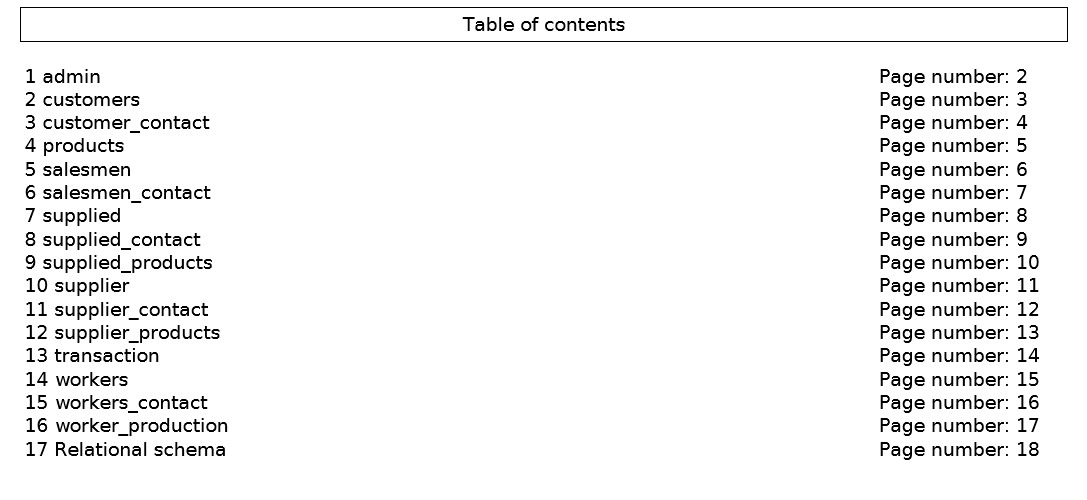 Table of contents
1 admin Page number: 2
2 customers Page number: 3
3 customer_contact Page number: 4
4 products Page number: 5
5 salesmen Page number: 6
6 salesmen_contact Page number: 7
7 supplied Page number: 8
8 supplied_contact Page number: 9
9 supplied_products Page number: 10
10 supplier Page number: 11
11 supplier_contact Page number: 12
12 supplier_products Page number: 13
13 transaction Page number: 14
14 workers Page number: 15
15 workers_contact Page number: 16
16 worker_production Page number: 17
17 Relational schema Page number: 18